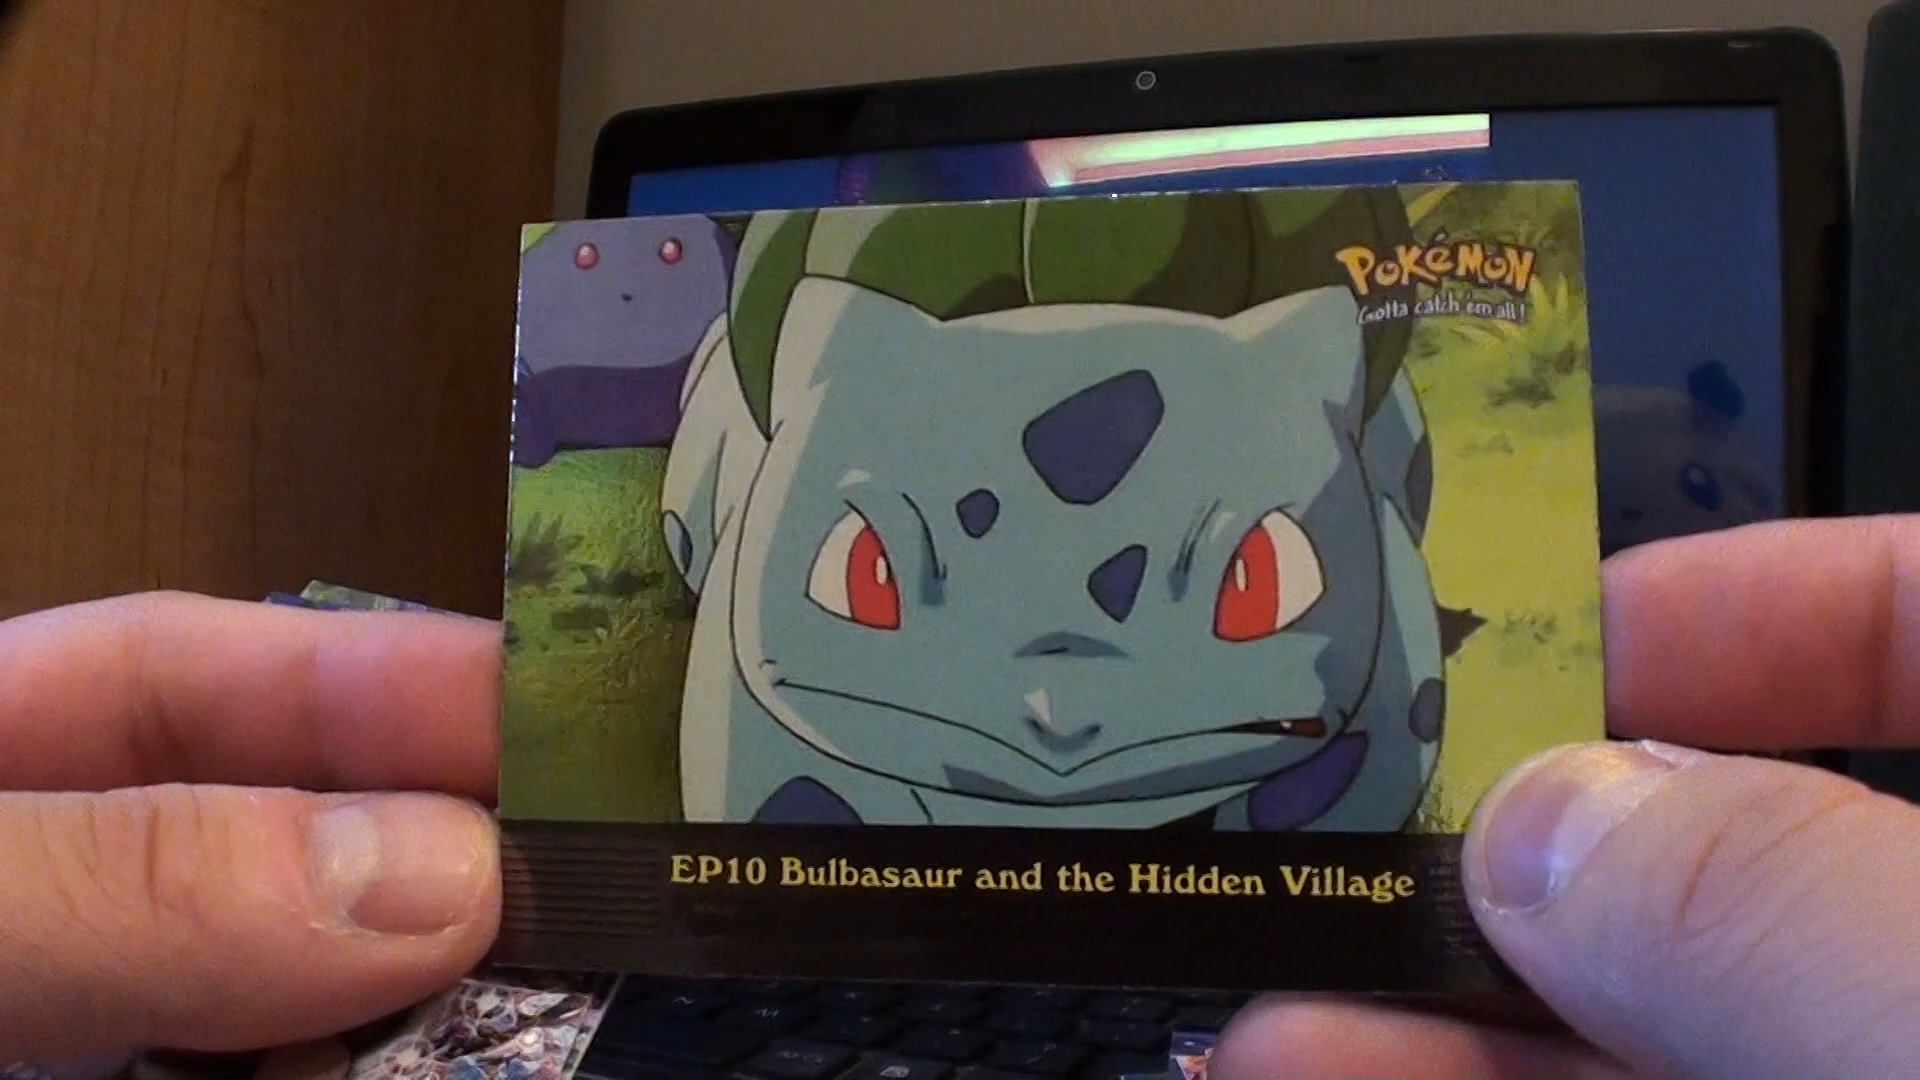 POKÉMON
Gotta catch 'em all!
EP10 Bulbasaur and the Hidden Village